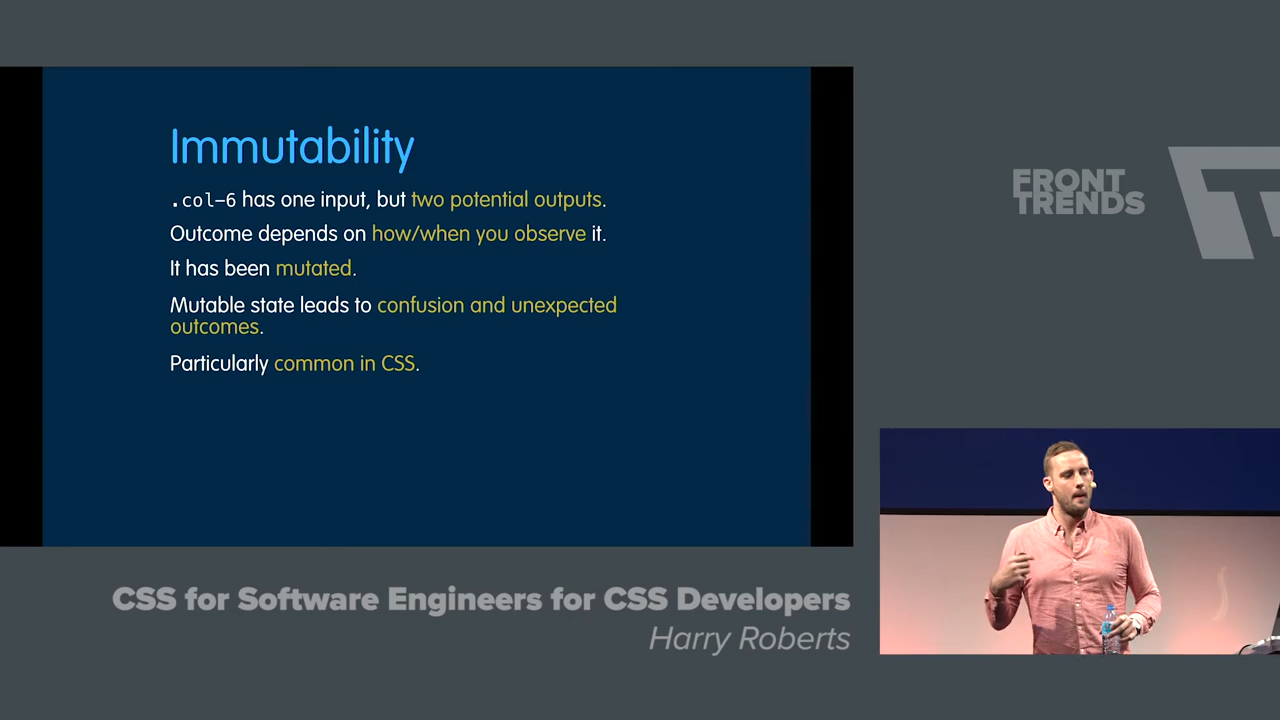 Immutability
.col-6 has one input, but two potential outputs.
Outcome depends on how/when you observe it.
It has been mutated.
Mutable state leads to confusion and unexpected
outcomes.
Particularly common in CSS.
FRONT
TRENDS
CSS for Software Engineers for CSS Developers
Harry Roberts